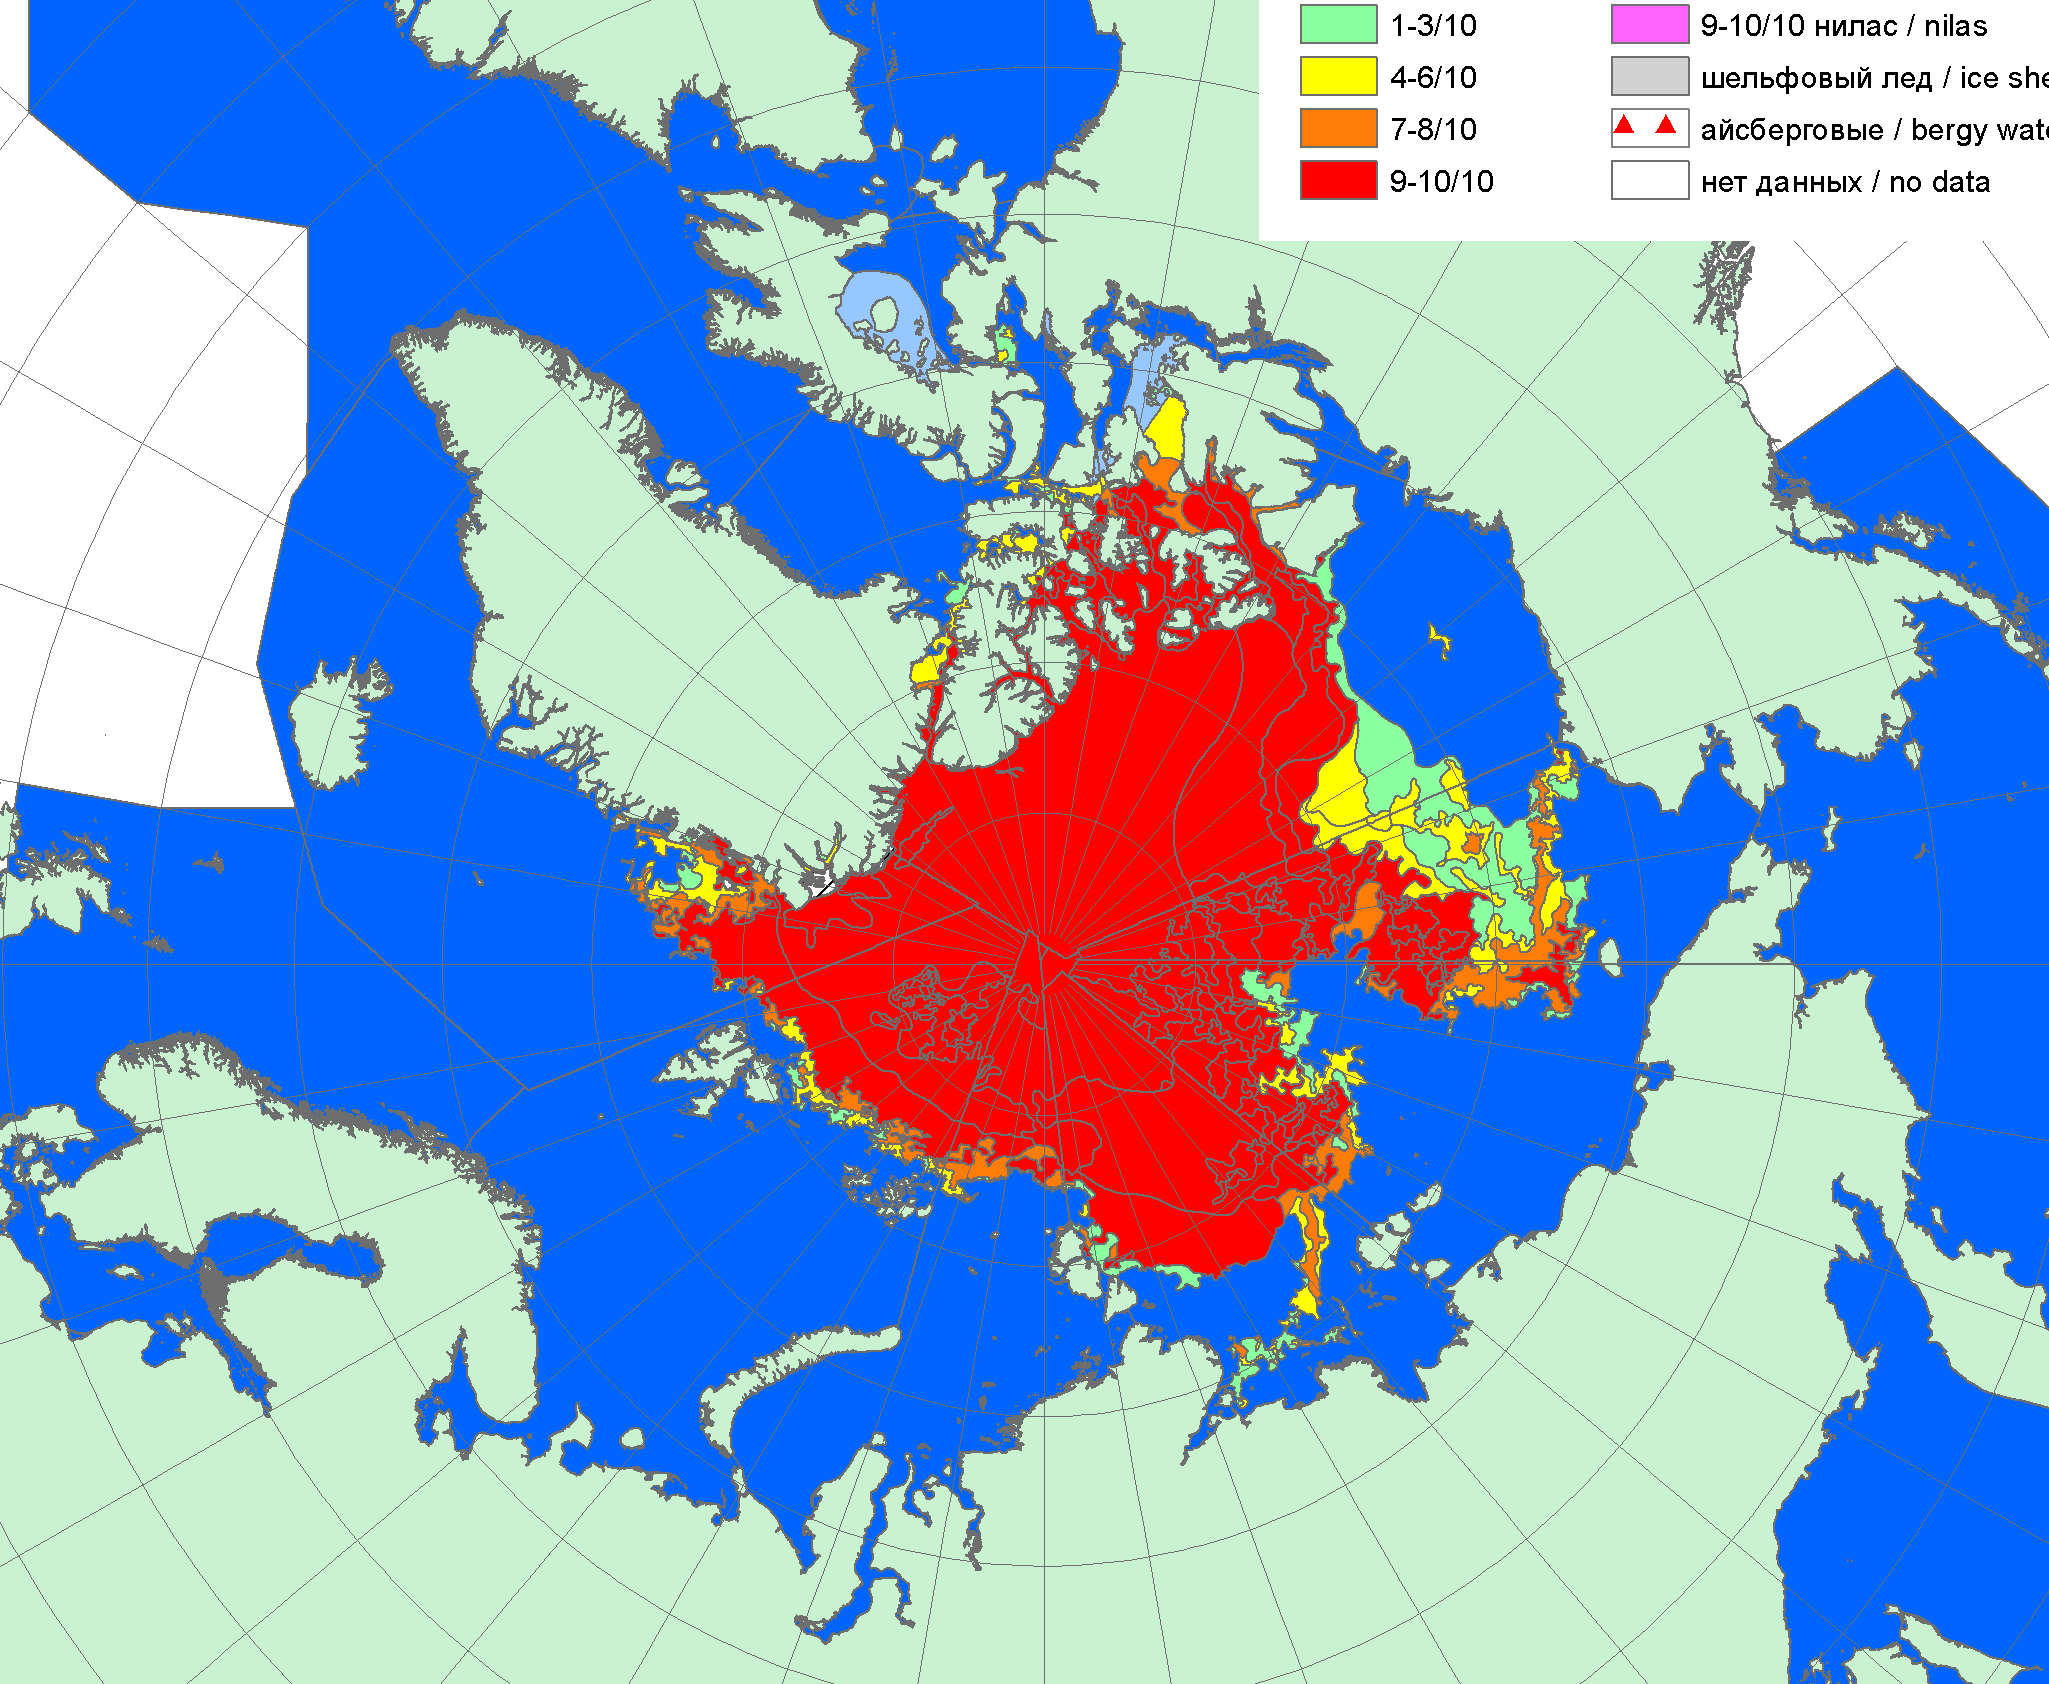 1-3/10
4-6/10
7-8/10
9-10/10
9-10/10 нилас / nilas
шельфовый лед / ice she
айсберговые / bergy wat
нет данных / no data